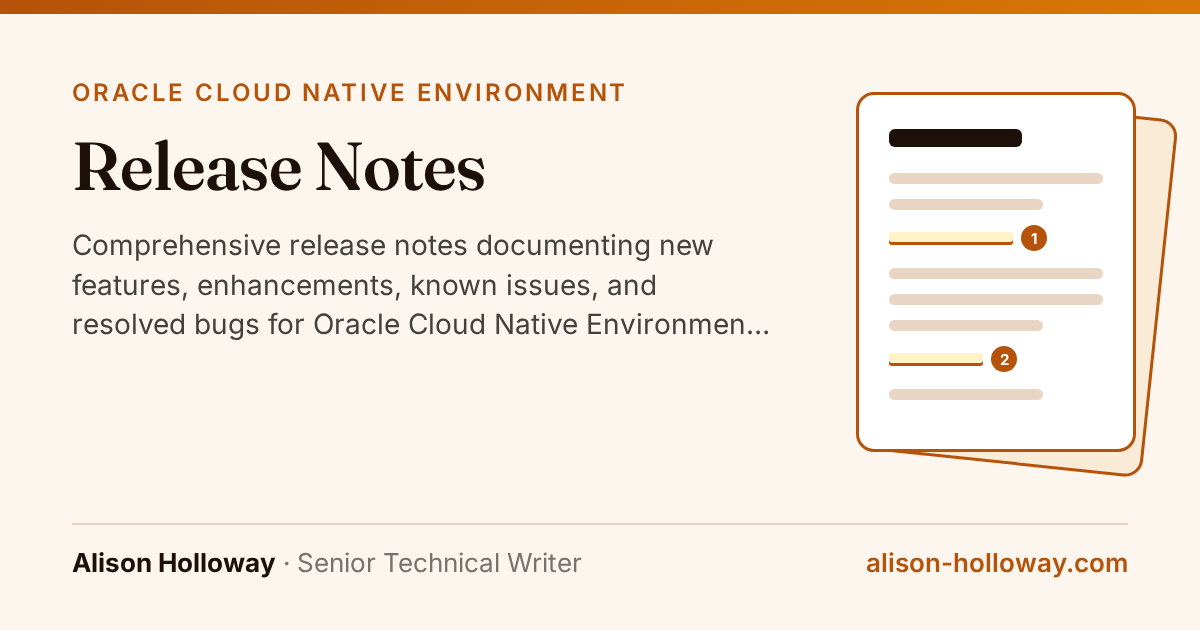 ORACLE CLOUD NATIVE ENVIRONMENT
Release Notes
Comprehensive release notes documenting new
features, enhancements, known issues, and
resolved bugs for Oracle Cloud Native Environmen...
1
2
Alison Holloway · Senior Technical Writer
alison-holloway.com